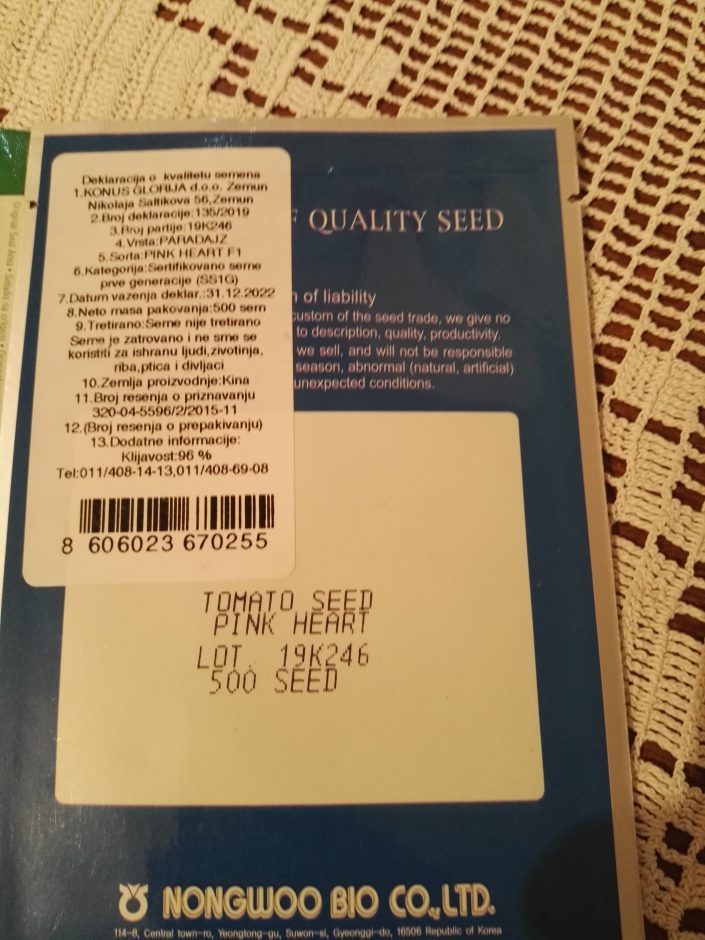 Deklaracija o kvalitetu semena
1.KONUS GLORIJA d.o.o. Zemun
Nikolaja Saltikova 56,Zemun
2.Broj deklaracije:135/2019
3.Broj partije:19K246
4.Vrsta:PARADAJZ
5.Sorta:PINK HEART F1
6.Kategorija:Sertifikovano seme
prve generacije (SS1G)
7.Datum vazenja deklar.:31.12.2022
8.Neto masa pakovanja:500 sem
9.Tretirano:Seme nije tretirano
Seme je zatrovano i ne sme se
koristiti za ishranu ljudi,zivotinja,
riba,ptica i divljaci
10.Zemlja proizvodnje:Kina
11.Broj resenja o priznavanju
320-04-5596/2/2015-11
12.(Broj resenja o prepakivanju)
13.Dodatne informacije:
Klijavost:96 %
Tel:011/408-14-13,011/408-69-08
8 606023 670255
QUALITY SEED
of liability
custom of the seed trade, we give no
to description, quality, productivity.
we sell, and will not be responsible
season, abnormal (natural, artificial)
unexpected conditions.
TOMATO SEED
PINK HEART
LOT. 19K246
500 SEED
NONGWOO BIO CO., LTD.
114-8, Central town-ro, Yeongtong-gu, Suwon-si, Gyeonggi-do, 16506 Republic of Korea